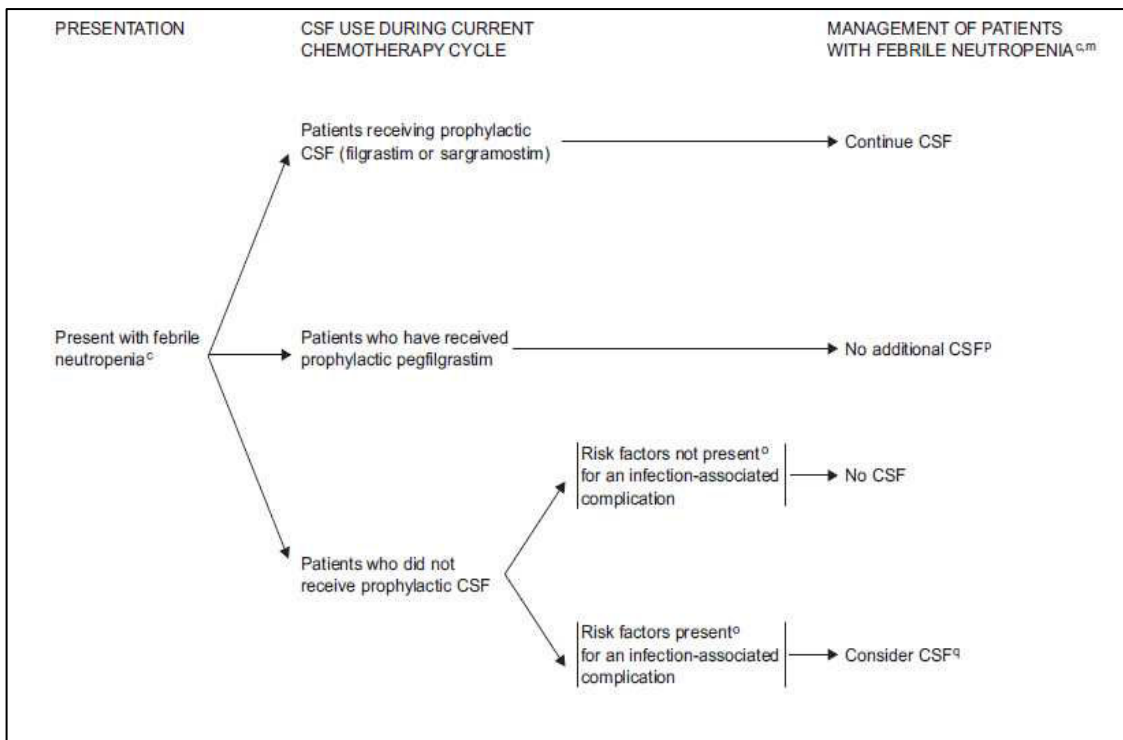 PRESENTATION
CSF USE DURING CURRENT
CHEMOTHERAPY CYCLE
MANAGEMENT OF PATIENTS
WITH FEBRILE NEUTROPENIAc,m
Patients receiving prophylactic
CSF (filgrastim or sargramostim)
Continue CSF
Present with febrile
neutropeniac
Patients who have received
prophylactic pegfilgrastim
No additional CSFp
Patients who did not
receive prophylactic CSF
Risk factors not presento
for an infection-associated
complication
No CSF
Risk factors presento
for an infection-associated
complication
Consider CSFq